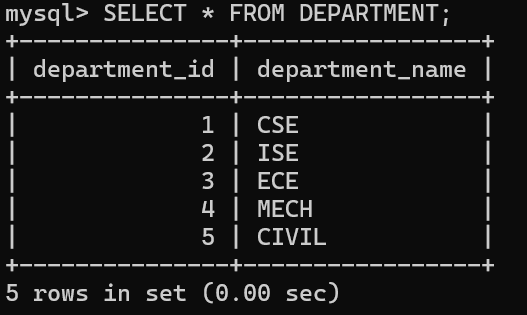 mysql> SELECT * FROM DEPARTMENT;
+---------------+-----------------+
| department_id | department_name |
+---------------+-----------------+
|             1 | CSE             |
|             2 | ISE             |
|             3 | ECE             |
|             4 | MECH            |
|             5 | CIVIL           |
+---------------+-----------------+
5 rows in set (0.00 sec)